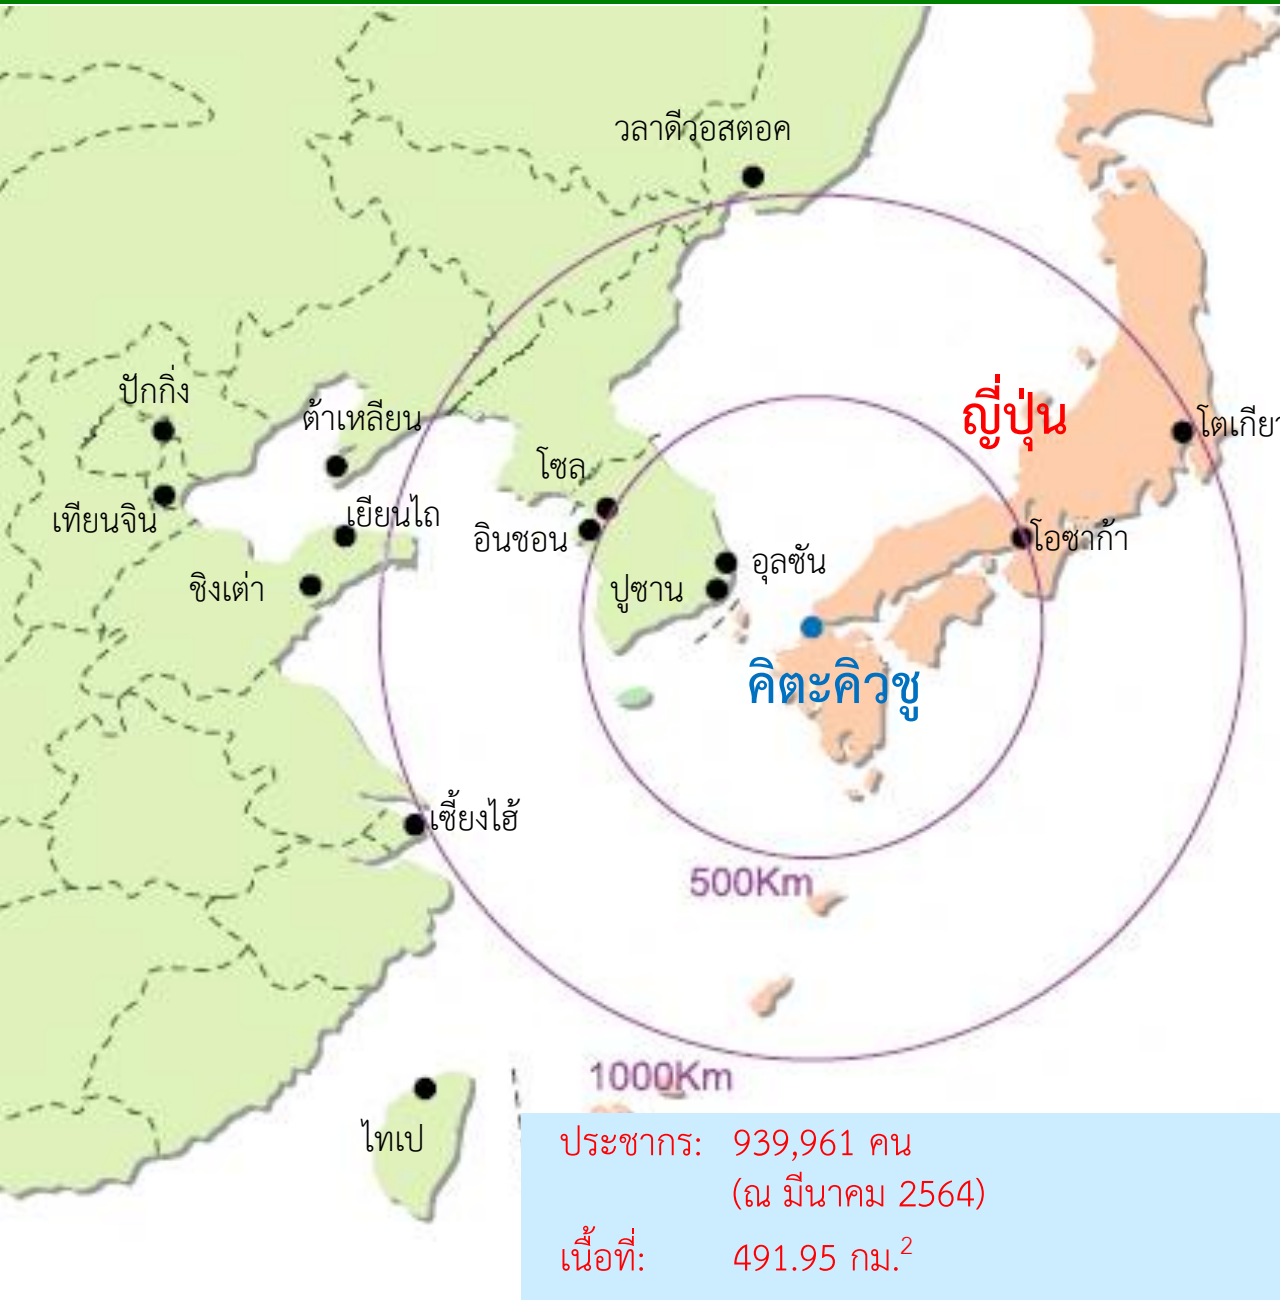 วลาดีวอสตอค
ปักกิ่ง
ต้าเหลียน
ญี่ปุ่น
โซล
เทียนจิน
เยียนไถ
อินชอน
โอซาก้า
อุลซัน
ชิงเต่า
ปูซาน
คิตะคิวชู
เซี้ยงไฮ้
500Km
1000Km
ไทเป
ประชากร: 939,961 คน
(ณ มีนาคม 2564)
เนื้อที่: 491.95 กม.²